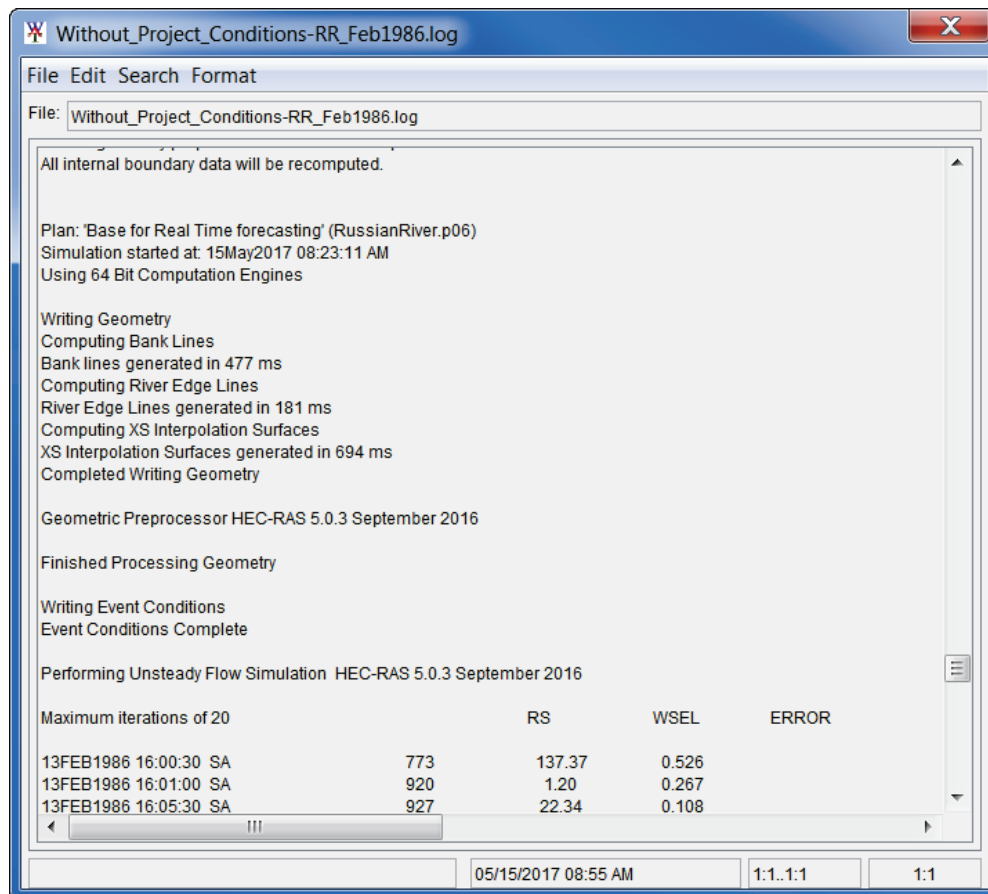 Without_Project_Conditions-RR_Feb1986.log
File Edit Search Format
File: Without_Project_Conditions-RR_Feb1986.log
All internal boundary data will be recomputed.
Plan: 'Base for Real Time forecasting' (RussianRiver.p06)
Simulation started at: 15May2017 08:23:11 AM
Using 64 Bit Computation Engines
Writing Geometry
Computing Bank Lines
Bank lines generated in 477 ms
Computing River Edge Lines
River Edge Lines generated in 181 ms
Computing XS Interpolation Surfaces
XS Interpolation Surfaces generated in 694 ms
Completed Writing Geometry
Geometric Preprocessor HEC-RAS 5.0.3 September 2016
Finished Processing Geometry
Writing Event Conditions
Event Conditions Complete
Performing Unsteady Flow Simulation HEC-RAS 5.0.3 September 2016
Maximum iterations of 20 RS WSEL ERROR
13FEB1986 16:00:30 SA 773 137.37 0.526
13FEB1986 16:01:00 SA 920 1.20 0.267
13FEB1986 16:05:30 SA 927 22.34 0.108
05/15/2017 08:55 AM 1:1..1:1 1:1